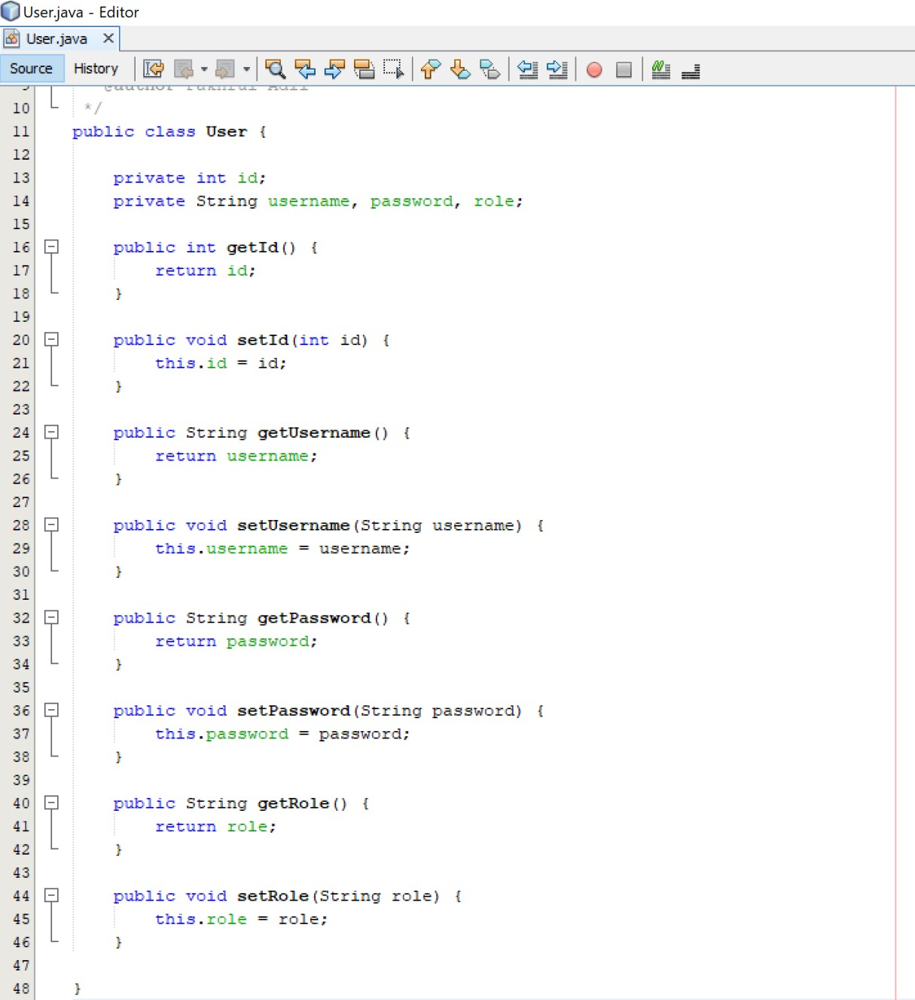 User.java - Editor
User.java X
Source History
10 */
11 public class User {
12
13 private int id;
14 private String username, password, role;
15
16 public int getId() {
17 return id;
18 }
19
20 public void setId(int id) {
21 this.id = id;
22 }
23
24 public String getUsername() {
25 return username;
26 }
27
28 public void setUsername(String username) {
29 this.username = username;
30 }
31
32 public String getPassword() {
33 return password;
34 }
35
36 public void setPassword(String password) {
37 this.password = password;
38 }
39
40 public String getRole() {
41 return role;
42 }
43
44 public void setRole(String role) {
45 this.role = role;
46 }
47
48 }